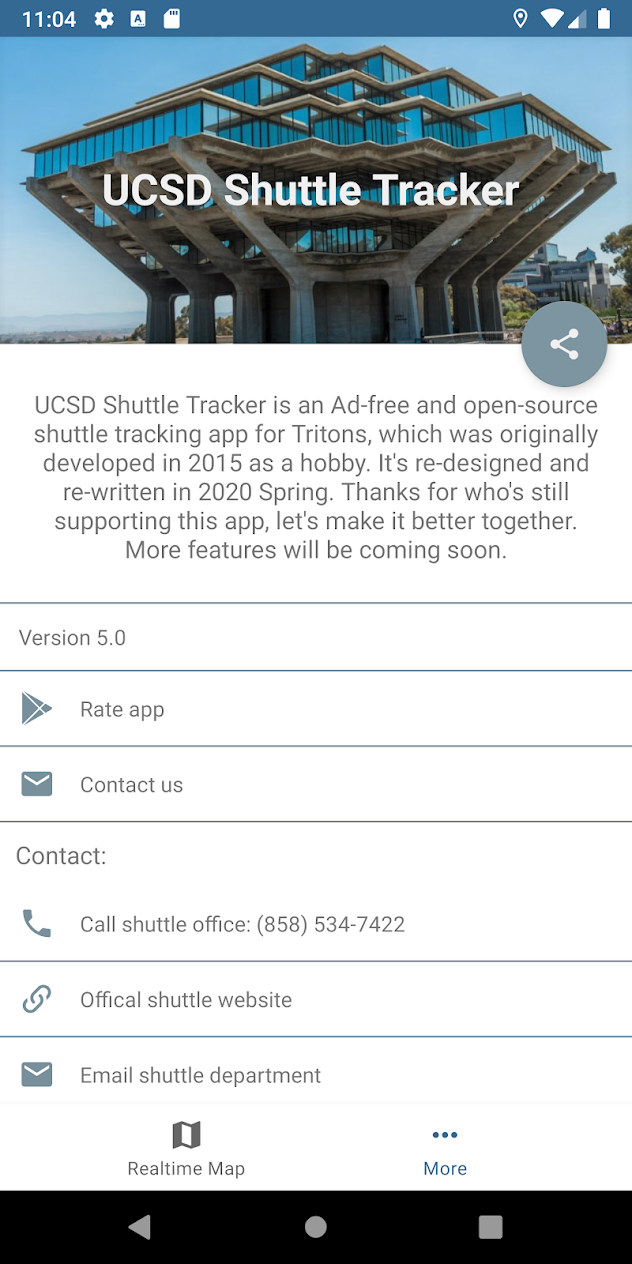 11:04
UCSD Shuttle Tracker
UCSD Shuttle Tracker is an Ad-free and open-source
shuttle tracking app for Tritons, which was originally
developed in 2015 as a hobby. It's re-designed and
re-written in 2020 Spring. Thanks for who's still
supporting this app, let's make it better together.
More features will be coming soon.
Version 5.0
Rate app
Contact us
Contact:
Call shuttle office: (858) 534-7422
Offical shuttle website
Email shuttle department
Realtime Map
More